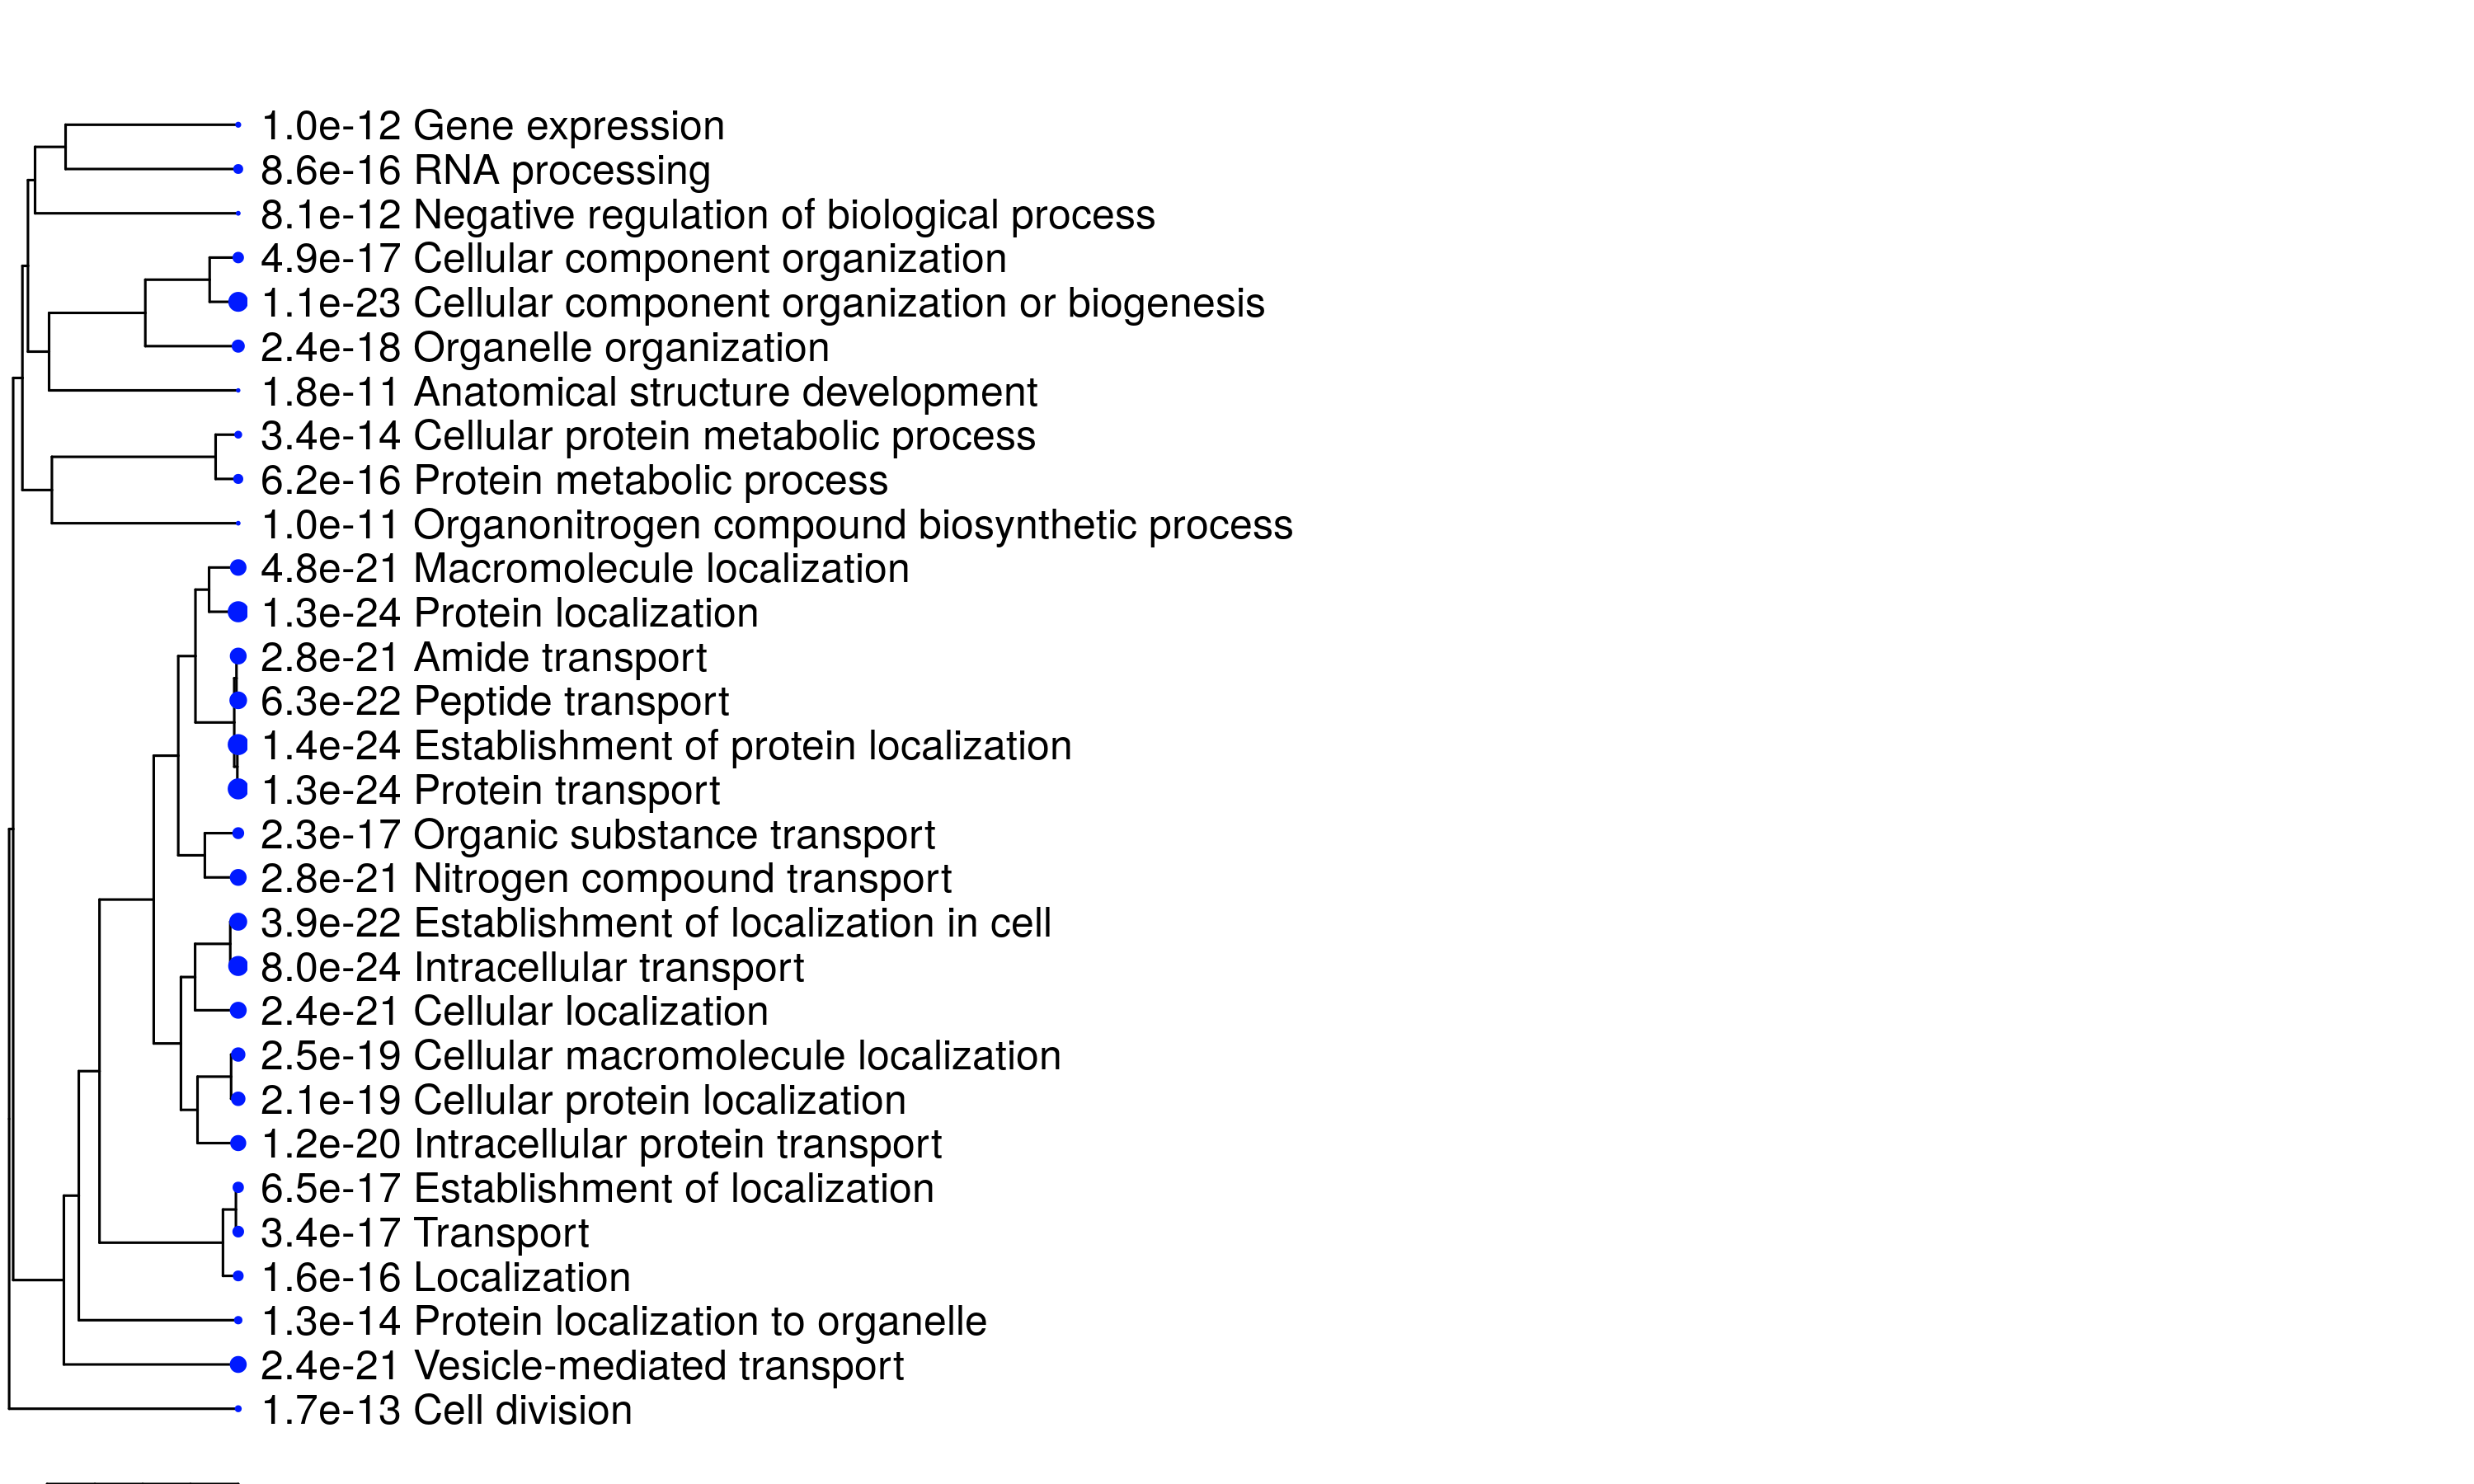 1.0e-12 Gene expression
8.6e-16 RNA processing
8.1e-12 Negative regulation of biological process
4.9e-17 Cellular component organization
1.1e-23 Cellular component organization or biogenesis
2.4e-18 Organelle organization
1.8e-11 Anatomical structure development
3.4e-14 Cellular protein metabolic process
6.2e-16 Protein metabolic process
1.0e-11 Organonitrogen compound biosynthetic process
4.8e-21 Macromolecule localization
1.3e-24 Protein localization
2.8e-21 Amide transport
6.3e-22 Peptide transport
1.4e-24 Establishment of protein localization
1.3e-24 Protein transport
2.3e-17 Organic substance transport
2.8e-21 Nitrogen compound transport
3.9e-22 Establishment of localization in cell
8.0e-24 Intracellular transport
2.4e-21 Cellular localization
2.5e-19 Cellular macromolecule localization
2.1e-19 Cellular protein localization
1.2e-20 Intracellular protein transport
6.5e-17 Establishment of localization
3.4e-17 Transport
1.6e-16 Localization
1.3e-14 Protein localization to organelle
2.4e-21 Vesicle-mediated transport
1.7e-13 Cell division